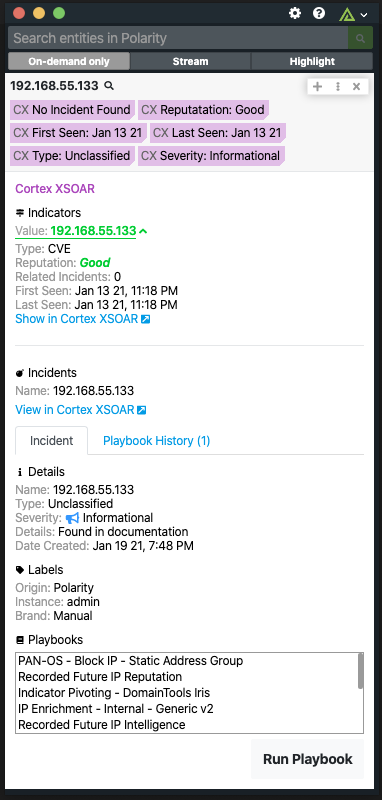 Search entities in Polarity
On-demand only Stream Highlight
192.168.55.133
CX No Incident Found CX Reputatation: Good
CX First Seen: Jan 13 21 CX Last Seen: Jan 13 21
CX Type: Unclassified CX Severity: Informational
Cortex XSOAR
Indicators
Value: 192.168.55.133
Type: CVE
Reputation: Good
Related Incidents: 0
First Seen: Jan 13 21, 11:18 PM
Last Seen: Jan 13 21, 11:18 PM
Show in Cortex XSOAR
Incidents
Name: 192.168.55.133
View in Cortex XSOAR
Incident Playbook History (1)
Details
Name: 192.168.55.133
Type: Unclassified
Severity: Informational
Details: Found in documentation
Date Created: Jan 19 21, 7:48 PM
Labels
Origin: Polarity
Instance: admin
Brand: Manual
Playbooks
PAN-OS - Block IP - Static Address Group
Recorded Future IP Reputation
Indicator Pivoting - DomainTools Iris
IP Enrichment - Internal - Generic v2
Recorded Future IP Intelligence
Run Playbook